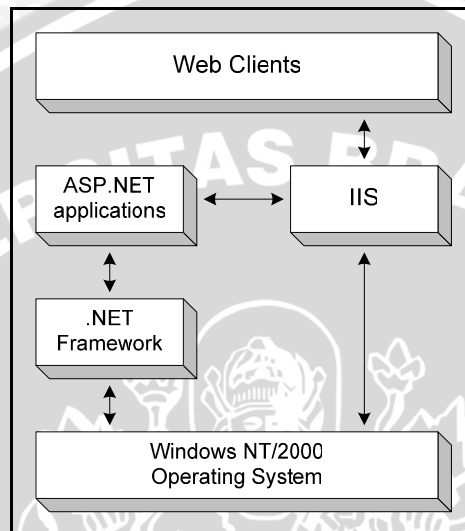 Web Clients
ASP.NET
applications
IIS
.NET
Framework
Windows NT/2000
Operating System